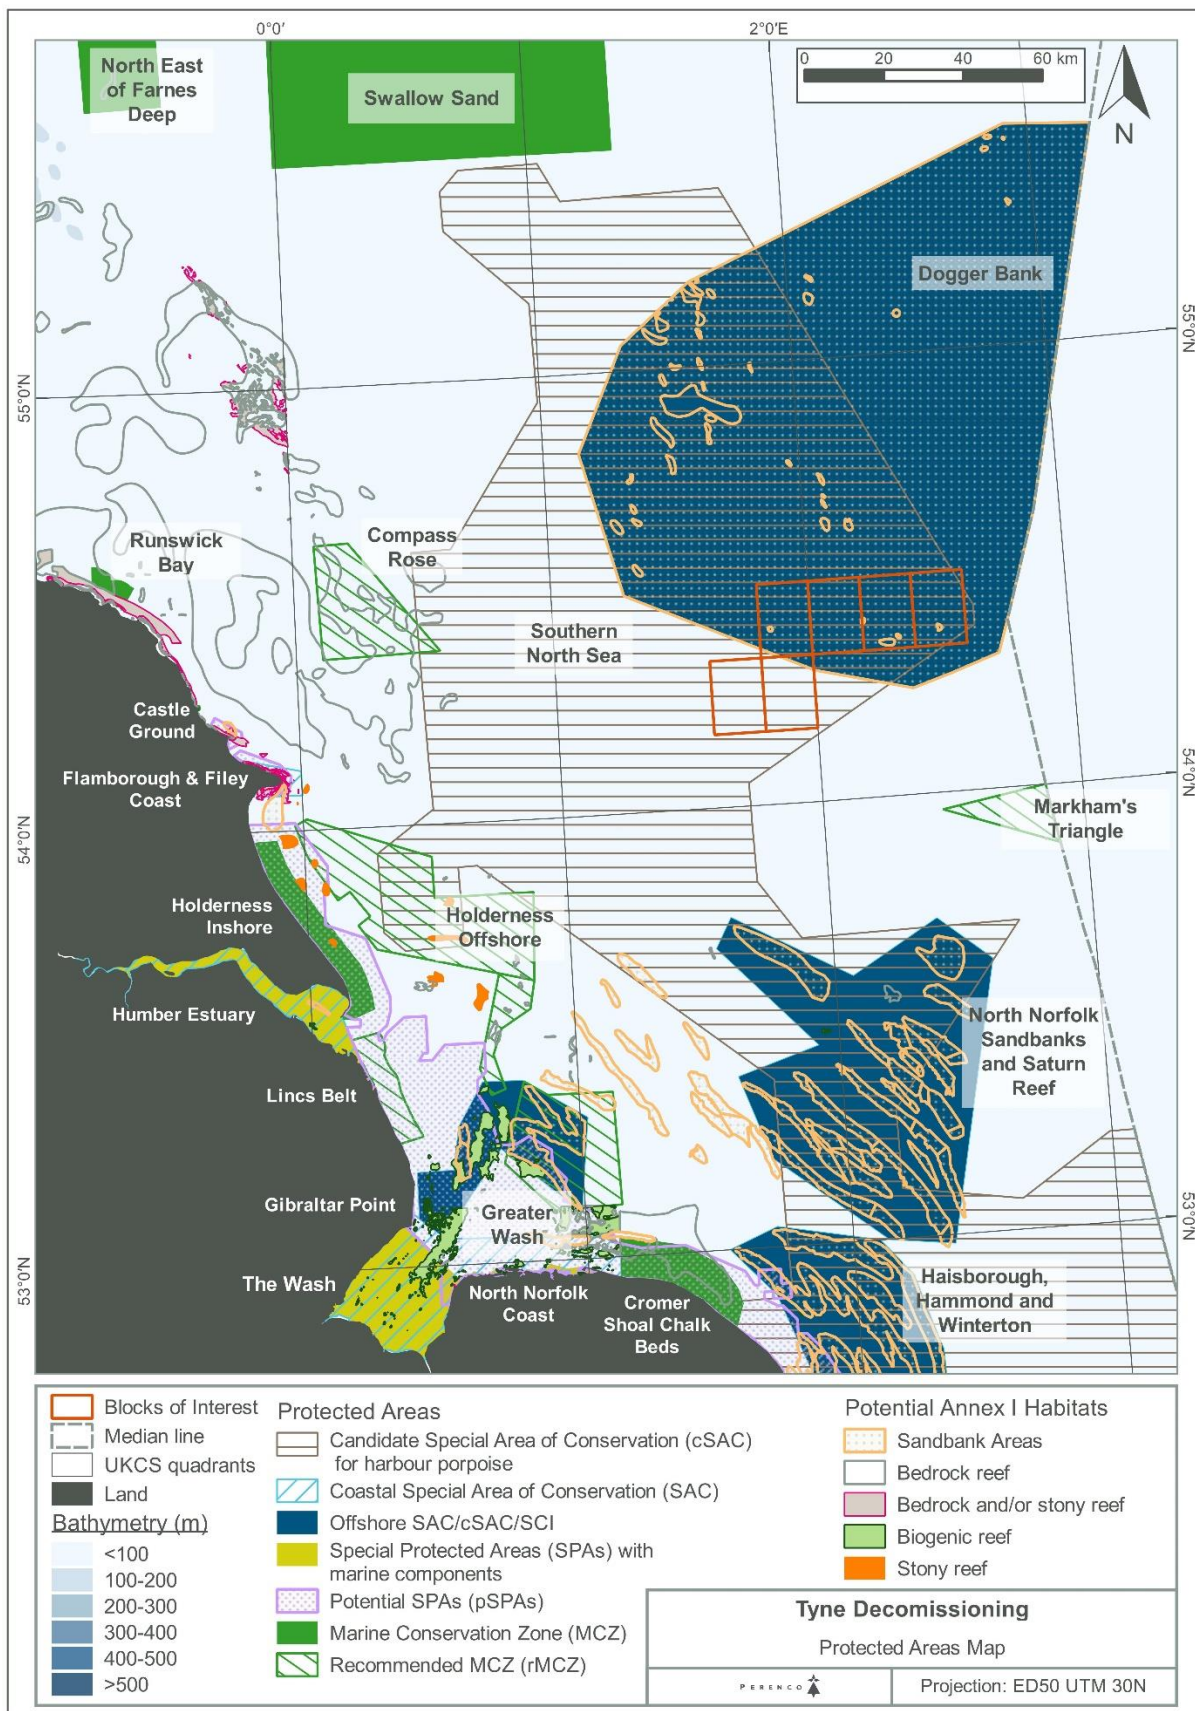 0°0'
2°0'E
0
20
40
60 km
N
North East
of Farnes
Deep
Swallow Sand
Dogger Bank
55°0'N
55°0'N
Runswick
Bay
Compass
Rose
Southern
North Sea
Castle
Ground
Flamborough & Filey
Coast
54°0'N
54°0'N
Markham's
Triangle
Holderness
Inshore
Holderness
Offshore
Humber Estuary
North Norfolk
Sandbanks
and Saturn
Reef
Lincs Belt
Gibraltar Point
Greater
Wash
53°0'N
53°0'N
The Wash
North Norfolk
Coast
Cromer
Shoal Chalk
Beds
Haisborough,
Hammond and
Winterton
Blocks of Interest
Median line
UKCS quadrants
Land
Bathymetry (m)
<100
100-200
200-300
300-400
400-500
>500
Protected Areas
Candidate Special Area of Conservation (cSAC)
for harbour porpoise
Coastal Special Area of Conservation (SAC)
Offshore SAC/cSAC/SCI
Special Protected Areas (SPAs) with
marine components
Potential SPAs (pSPAs)
Marine Conservation Zone (MCZ)
Recommended MCZ (rMCZ)
Potential Annex I Habitats
Sandbank Areas
Bedrock reef
Bedrock and/or stony reef
Biogenic reef
Stony reef
Tyne Decomissioning
Protected Areas Map
PERENCO
Projection: ED50 UTM 30N